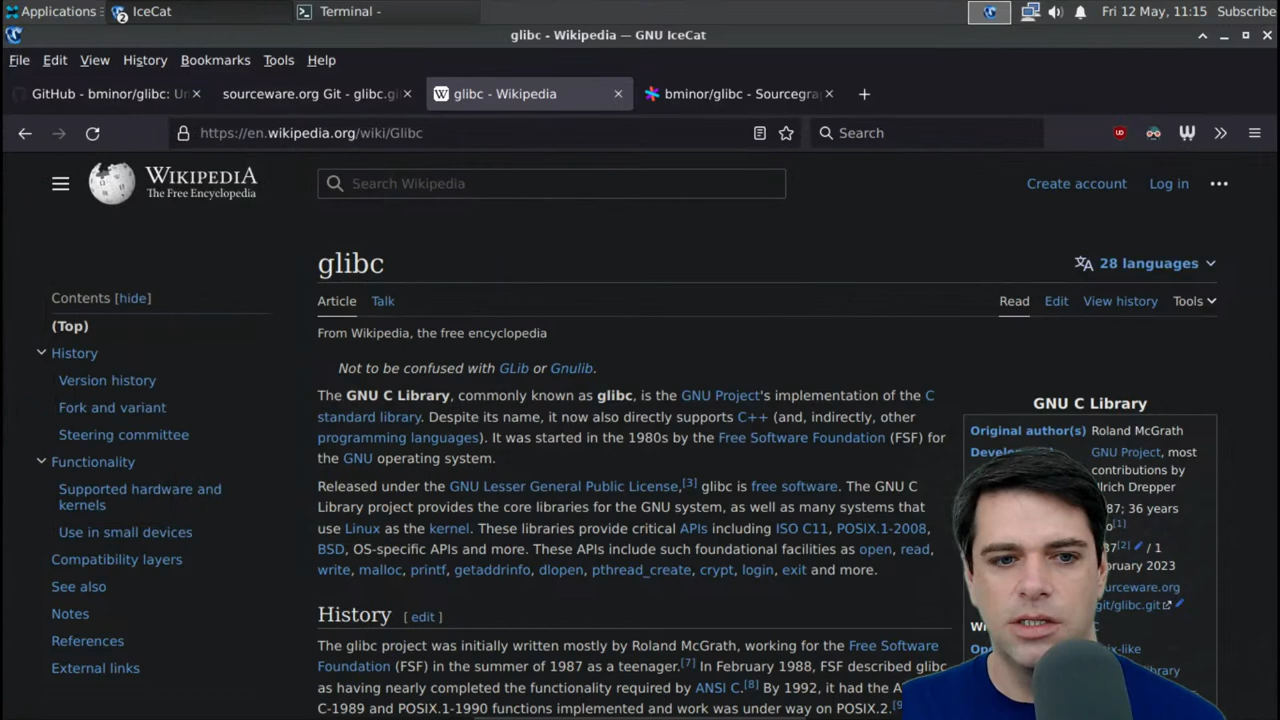 Applications
2 IceCat
Terminal -
Fri 12 May, 11:15 Subscribe
glibc - Wikipedia — GNU IceCat
File Edit View History Bookmarks Tools Help
GitHub - bminor/glibc: Un
sourceware.org Git - glibc.gi
W glibc - Wikipedia
bminor/glibc - Sourcegra
https://en.wikipedia.org/wiki/Glibc
Search
WIKIPEDIA
The Free Encyclopedia
Search Wikipedia
Create account Log in
glibc
28 languages
Contents [hide]
(Top)
History
Version history
Fork and variant
Steering committee
Functionality
Supported hardware and
kernels
Use in small devices
Compatibility layers
See also
Notes
References
External links
Article Talk
Read Edit View history Tools
From Wikipedia, the free encyclopedia
Not to be confused with GLib or Gnulib.
The GNU C Library, commonly known as glibc, is the GNU Project's implementation of the C
standard library. Despite its name, it now also directly supports C++ (and, indirectly, other
programming languages). It was started in the 1980s by the Free Software Foundation (FSF) for
the GNU operating system.
Released under the GNU Lesser General Public License,[3] glibc is free software. The GNU C
Library project provides the core libraries for the GNU system, as well as many systems that
use Linux as the kernel. These libraries provide critical APIs including ISO C11, POSIX.1-2008,
BSD, OS-specific APIs and more. These APIs include such foundational facilities as open, read,
write, malloc, printf, getaddrinfo, dlopen, pthread_create, crypt, login, exit and more.
History [ edit ]
The glibc project was initially written mostly by Roland McGrath, working for the Free Software
Foundation (FSF) in the summer of 1987 as a teenager.[7] In February 1988, FSF described glibc
as having nearly completed the functionality required by ANSI C.[8] By 1992, it had the
C-1989 and POSIX.1-1990 functions implemented and work was under way on POSIX.2.
GNU C Library
Original author(s) Roland McGrath
GNU Project, most
contributions by
Ulrich Drepper
36 years
[1]
[2] / 1
2023
git/glibc.git
C